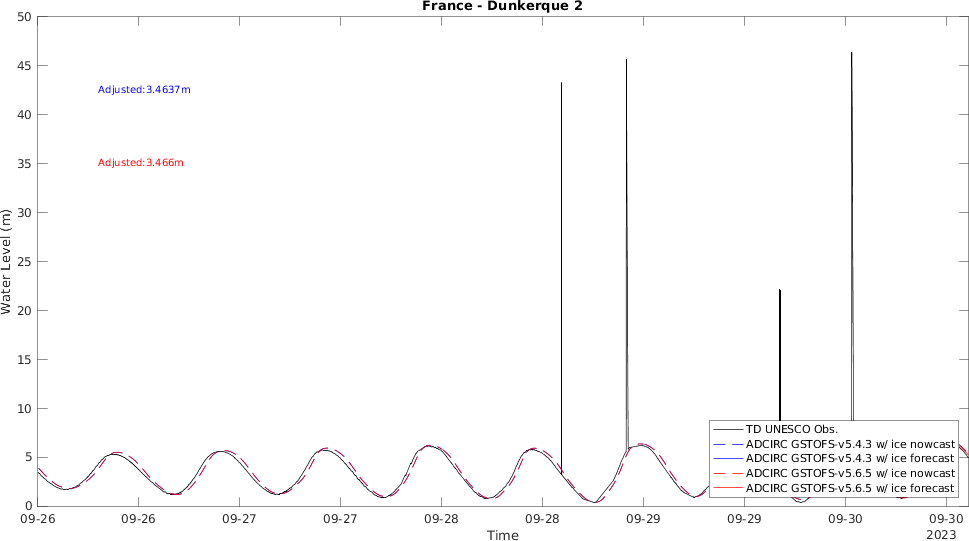 France - Dunkerque 2
50
45
40
35
30
25
20
15
10
5
0
Water Level (m)
Adjusted:3.4637m
Adjusted:3.466m
TD UNESCO Obs.
ADCIRC GSTOFS-v5.4.3 w/ ice nowcast
ADCIRC GSTOFS-v5.4.3 w/ ice forecast
ADCIRC GSTOFS-v5.6.5 w/ ice nowcast
ADCIRC GSTOFS-v5.6.5 w/ ice forecast
09-26 09-26 09-27 09-27 09-28 09-28 09-29 09-29 09-30 09-30
Time
2023